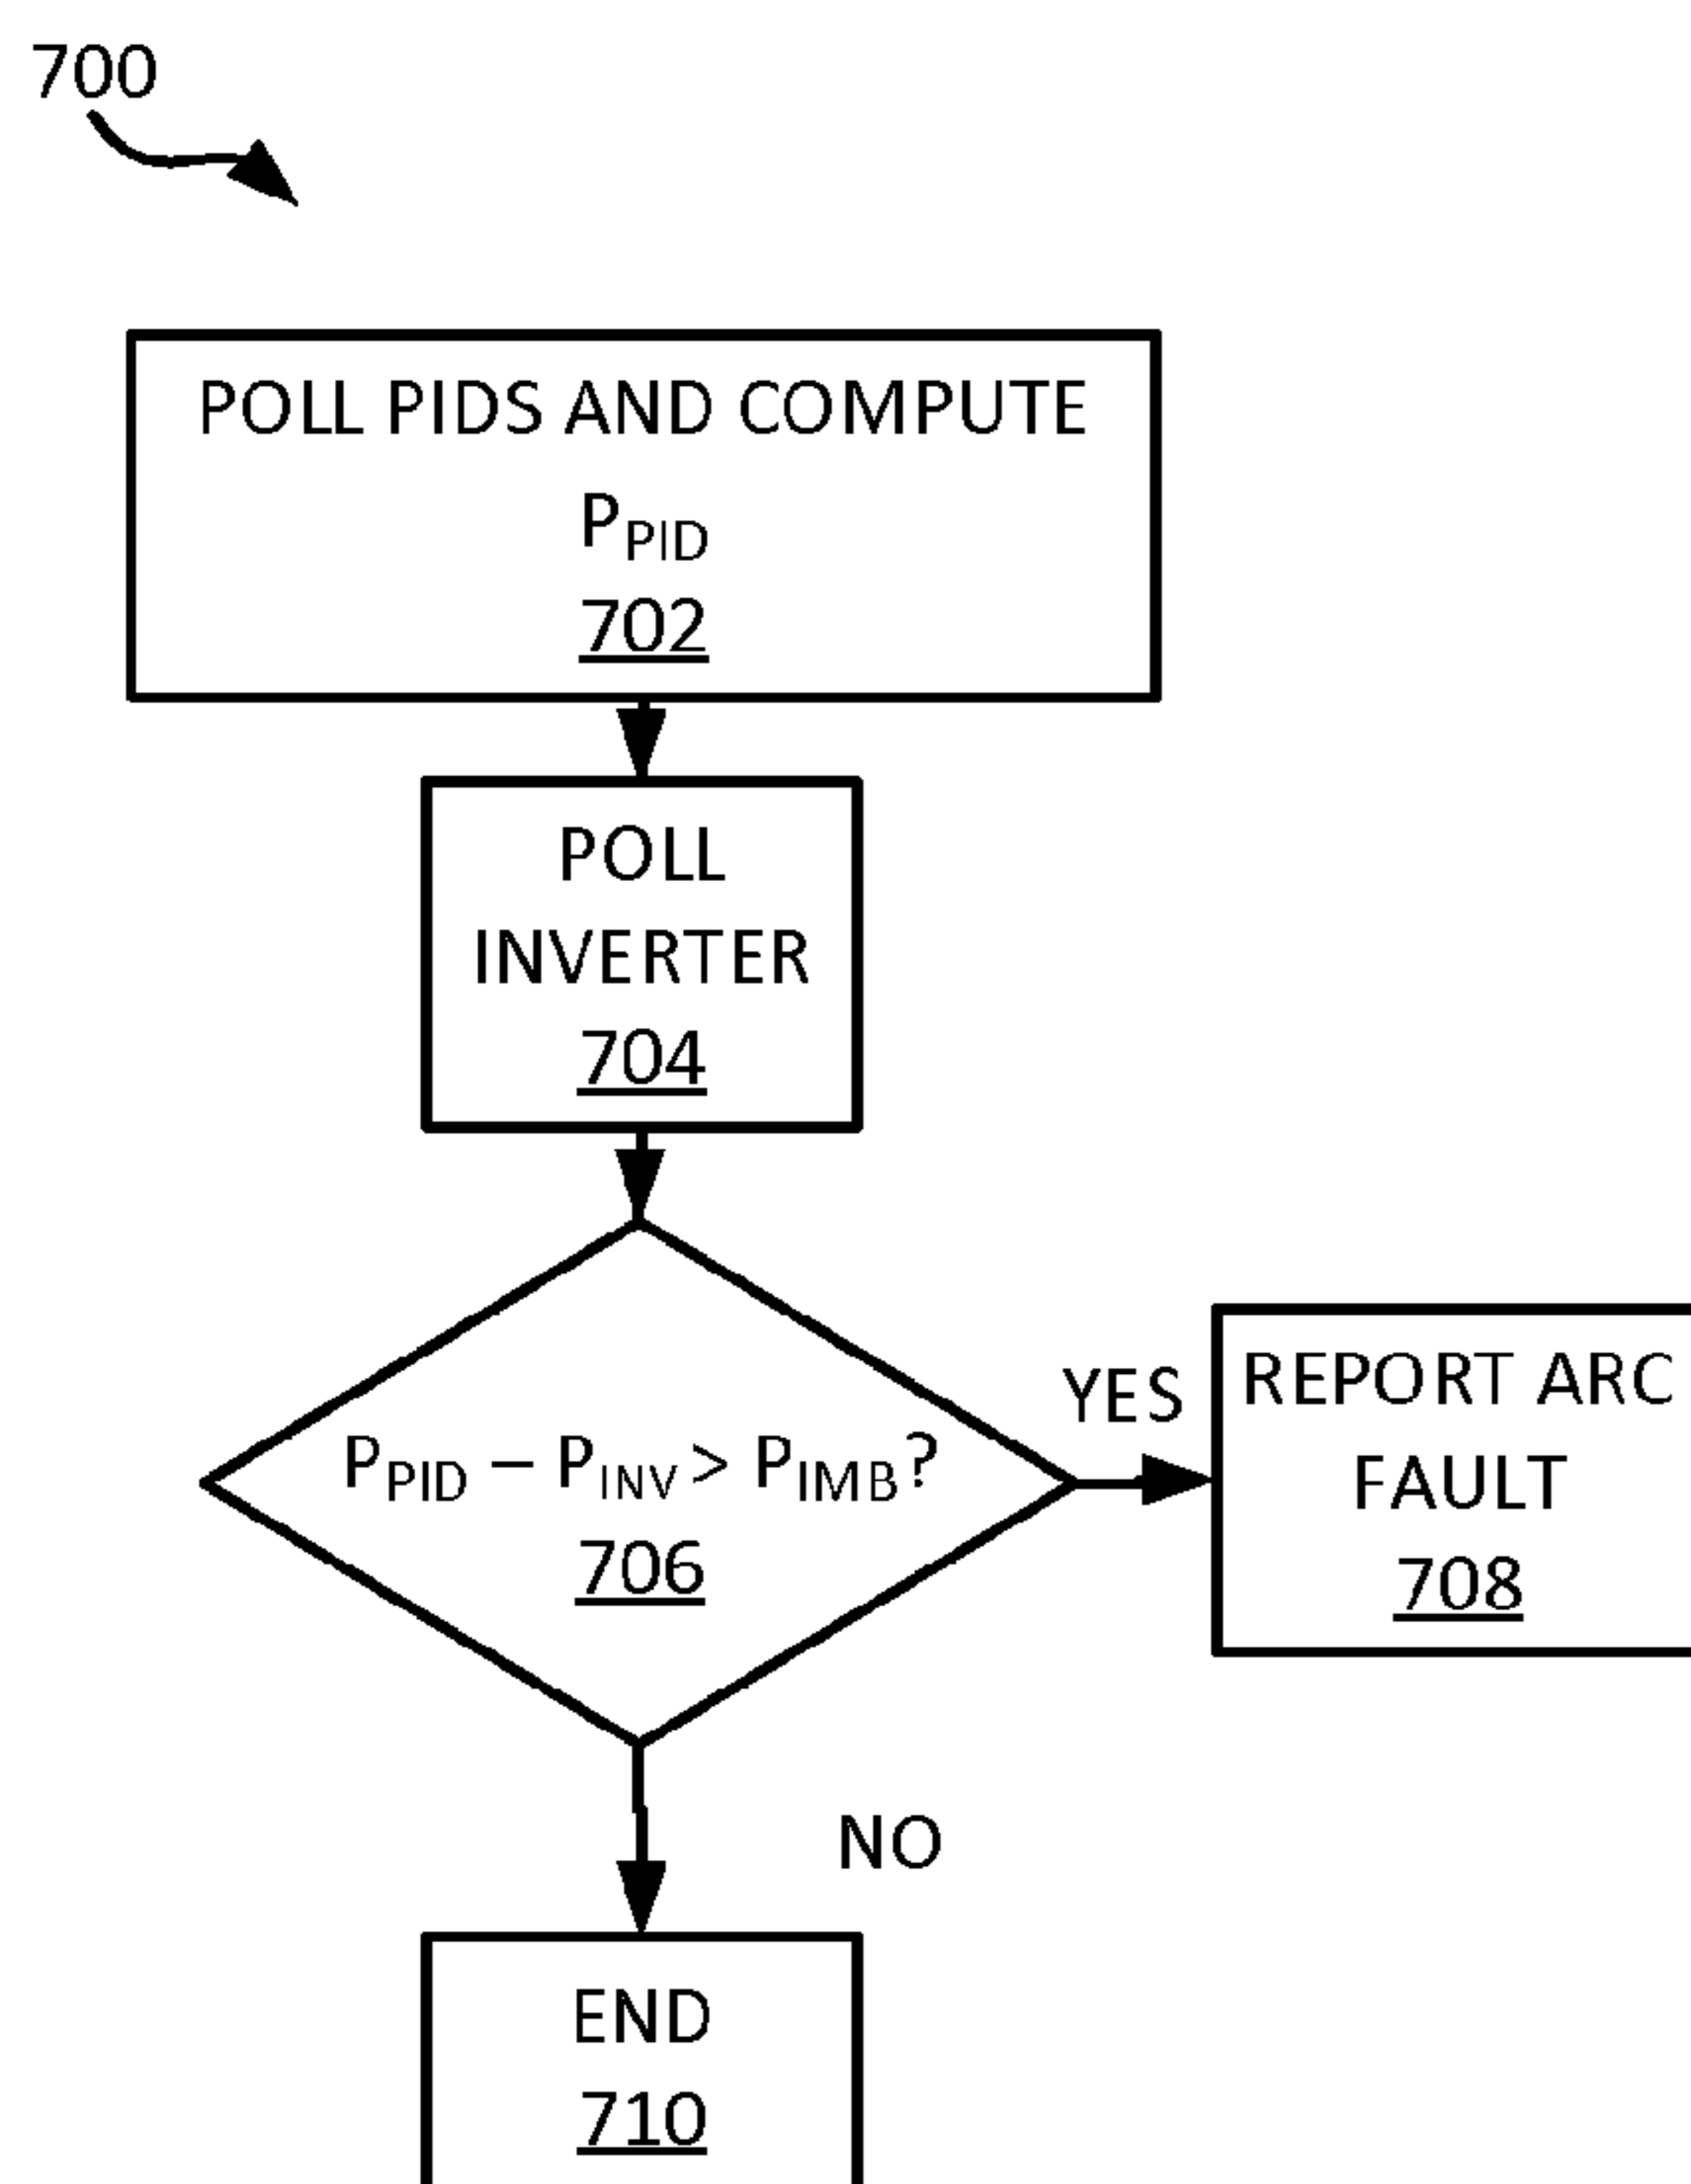 700
POLL PIDS AND COMPUTE
PPID
702
POLL
INVERTER
704
PPID – PINV > PIMB?
706
YES
REPORT ARC
FAULT
708
NO
END
710